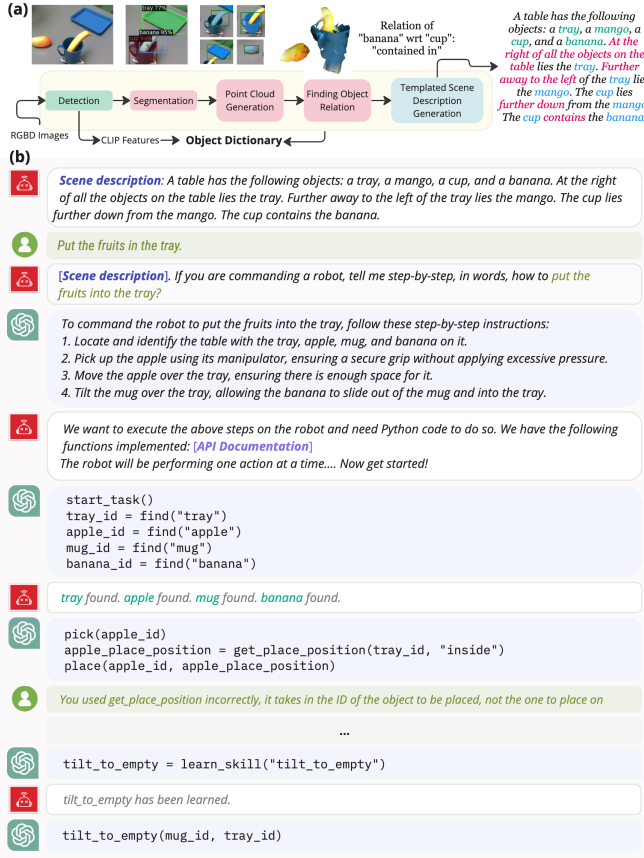 (a)
tray 77%
banana 95%
Relation of
"banana" wrt "cup":
"contained in"
A table has the following
objects: a tray, a mango, a
cup, and a banana. At the
right of all the objects on the
table lies the tray. Further
away to the left of the tray lies
the mango. The cup lies
further down from the mango.
The cup contains the banana.
Detection
Segmentation
Point Cloud
Generation
Finding Object
Relation
Templated Scene
Description
Generation
RGBD Images
CLIP Features
Object Dictionary
(b)
Scene description: A table has the following objects: a tray, a mango, a cup, and a banana. At the right
of all the objects on the table lies the tray. Further away to the left of the tray lies the mango. The cup lies
further down from the mango. The cup contains the banana.
Put the fruits in the tray.
[Scene description]. If you are commanding a robot, tell me step-by-step, in words, how to put the
fruits into the tray?
To command the robot to put the fruits into the tray, follow these step-by-step instructions:
1. Locate and identify the table with the tray, apple, mug, and banana on it.
2. Pick up the apple using its manipulator, ensuring a secure grip without applying excessive pressure.
3. Move the apple over the tray, ensuring there is enough space for it.
4. Tilt the mug over the tray, allowing the banana to slide out of the mug and into the tray.
We want to execute the above steps on the robot and need Python code to do so. We have the following
functions implemented: [API Documentation]
The robot will be performing one action at a time.... Now get started!
start_task()
tray_id = find("tray")
apple_id = find("apple")
mug_id = find("mug")
banana_id = find("banana")
tray found. apple found. mug found. banana found.
pick(apple_id)
apple_place_position = get_place_position(tray_id, "inside")
place(apple_id, apple_place_position)
You used get_place_position incorrectly, it takes in the ID of the object to be placed, not the one to place on
...
tilt_to_empty = learn_skill("tilt_to_empty")
tilt_to_empty has been learned.
tilt_to_empty(mug_id, tray_id)